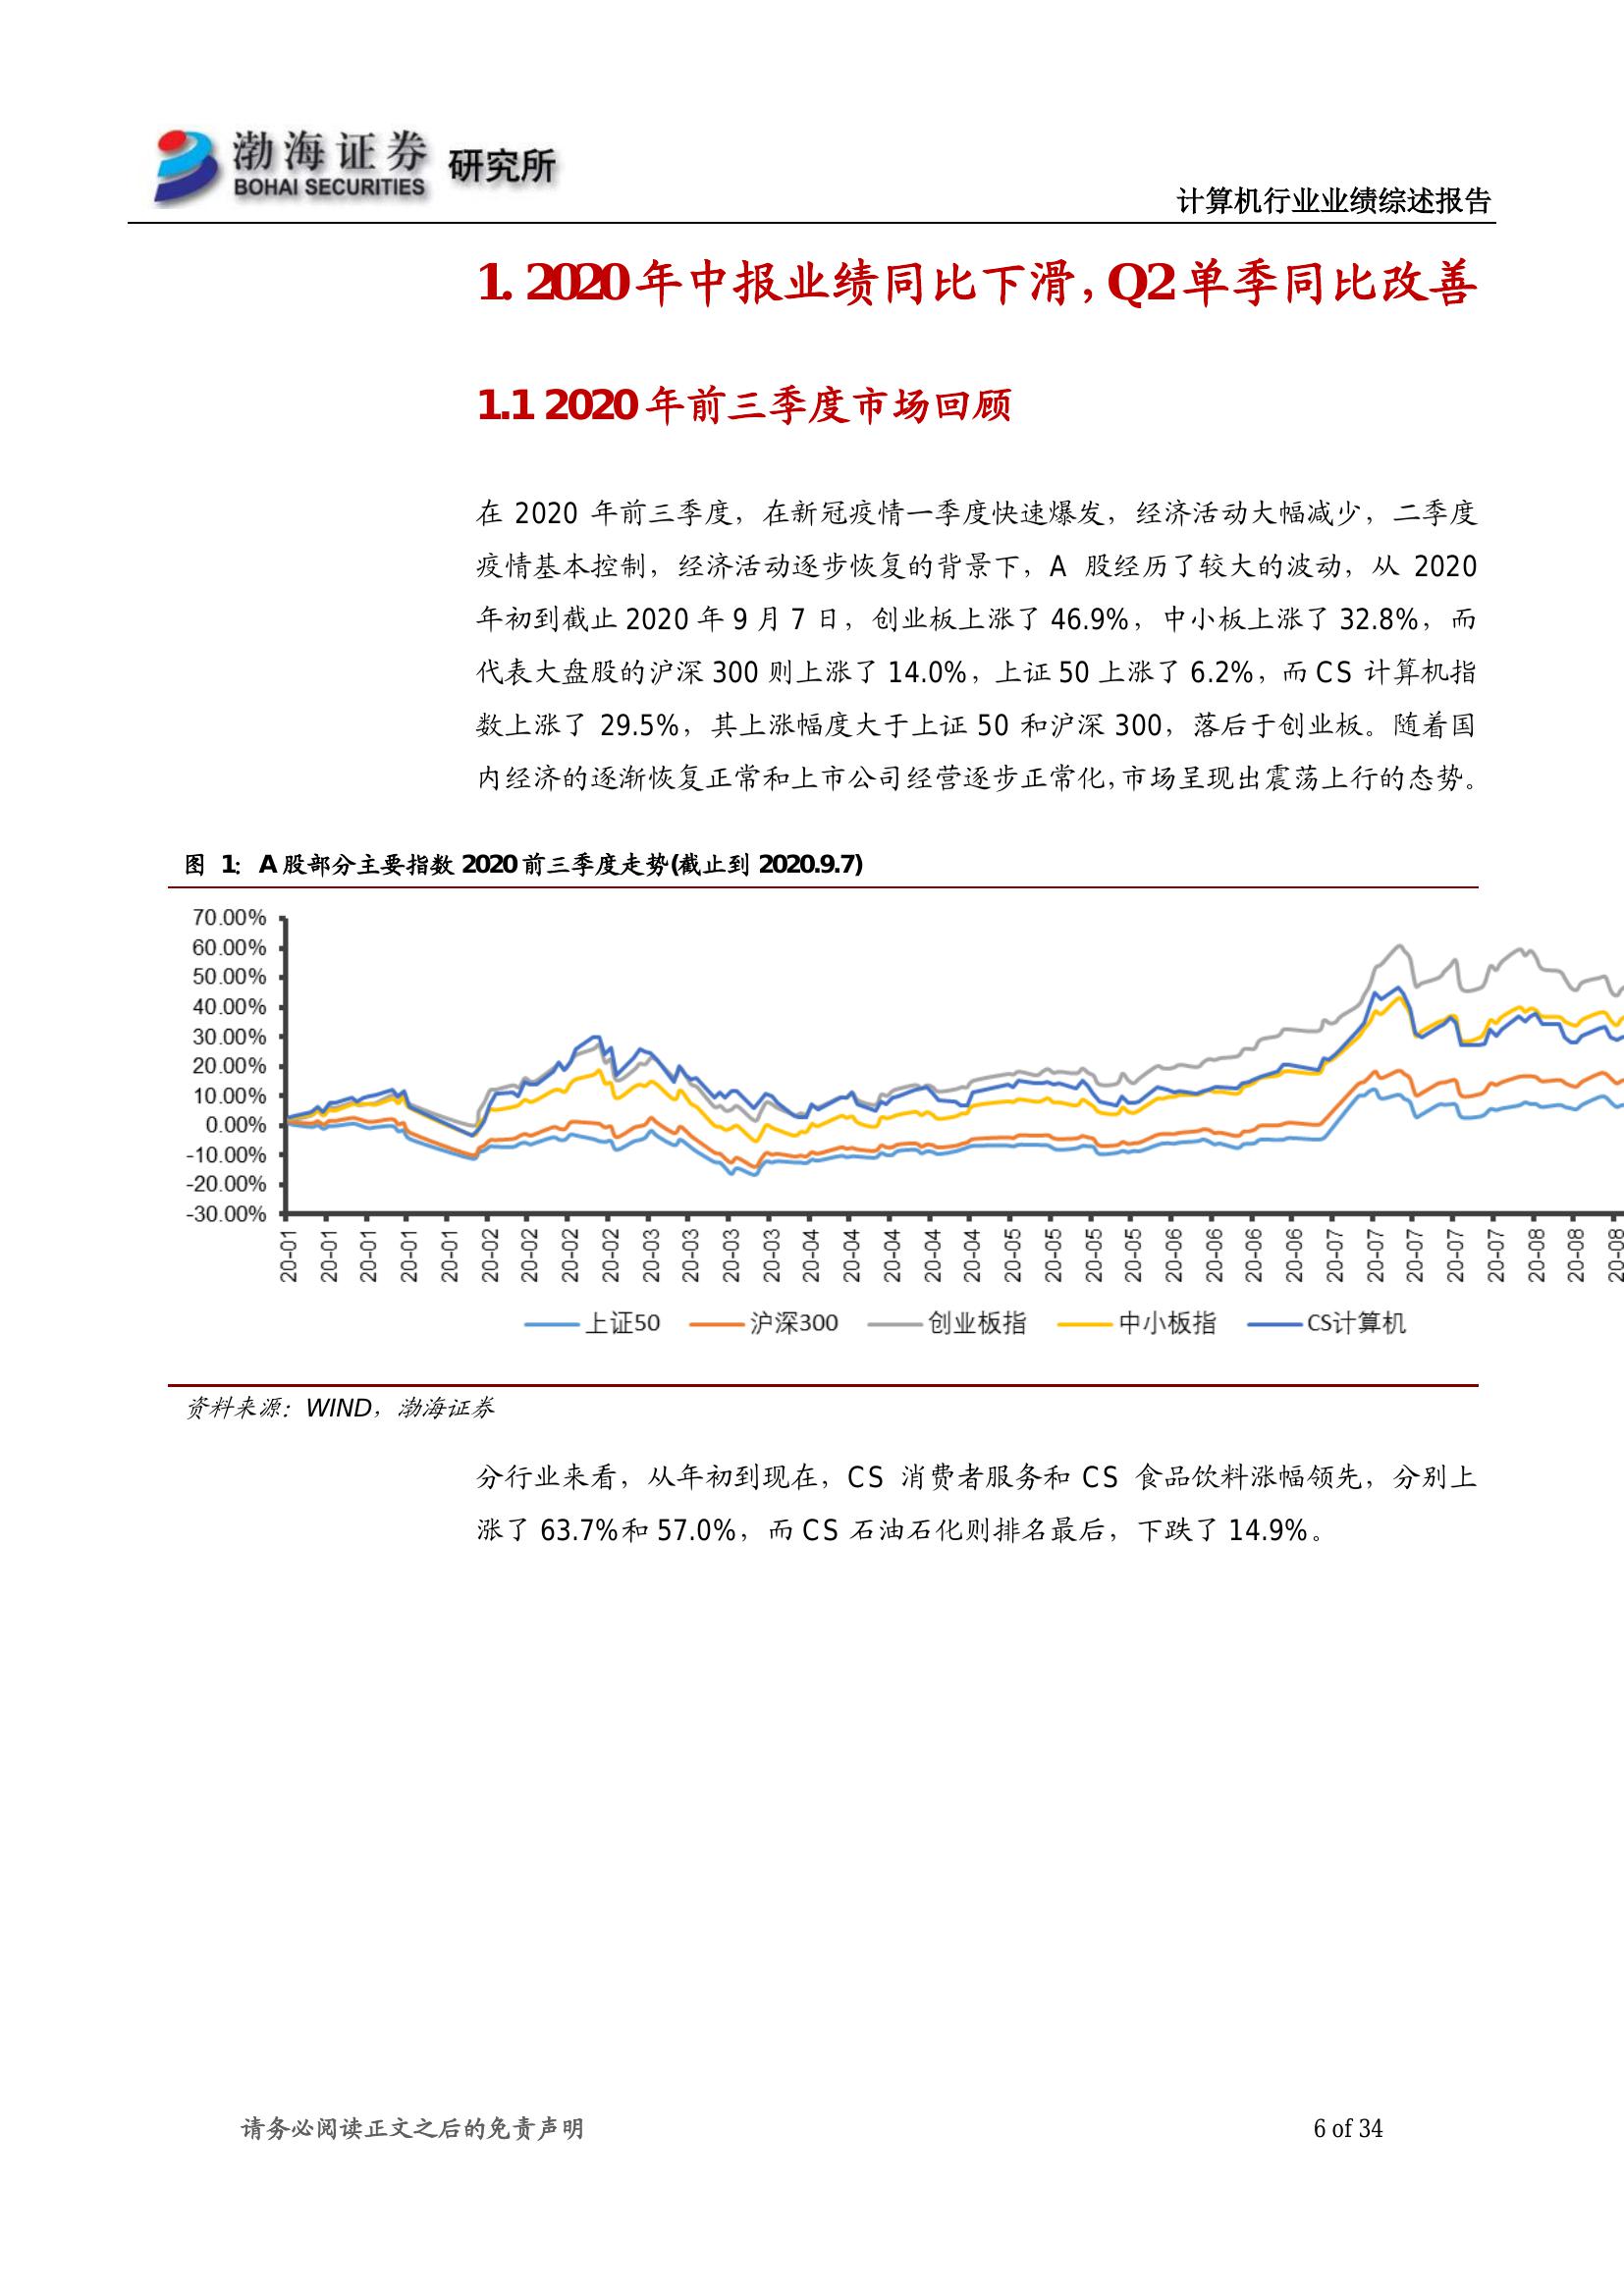 渤海证券 研究所
BOHAI SECURITIES
计算机行业业绩综述报告
1. 2020 年中报业绩同比下滑，Q2 单季同比改善
1.1 2020 年前三季度市场回顾
在 2020 年前三季度，在新冠疫情一季度快速爆发，经济活动大幅减少，二季度
疫情基本控制，经济活动逐步恢复的背景下，A 股经历了较大的波动，从 2020
年初到截止 2020 年 9 月 7 日，创业板上涨了 46.9%，中小板上涨了 32.8%，而
代表大盘股的沪深 300 则上涨了 14.0%，上证 50 上涨了 6.2%，而 CS 计算机指
数上涨了 29.5%，其上涨幅度大于上证 50 和沪深 300，落后于创业板。随着国
内经济的逐渐恢复正常和上市公司经营逐步正常化，市场呈现出震荡上行的态势。
图 1：A 股部分主要指数 2020 前三季度走势(截止到 2020.9.7)
70.00%
60.00%
50.00%
40.00%
30.00%
20.00%
10.00%
0.00%
-10.00%
-20.00%
-30.00%
20-01 20-01 20-01 20-01 20-01 20-02 20-02 20-02 20-02 20-03 20-03 20-03 20-03 20-04 20-04 20-04 20-04 20-04 20-05 20-05 20-05 20-05 20-06 20-06 20-06 20-06 20-07 20-07 20-07 20-07 20-07 20-08 20-08 20-08
上证50 沪深300 创业板指 中小板指 CS计算机
资料来源：WIND，渤海证券
分行业来看，从年初到现在，CS 消费者服务和 CS 食品饮料涨幅领先，分别上
涨了 63.7%和 57.0%，而 CS 石油石化则排名最后，下跌了 14.9%。
请务必阅读正文之后的免责声明
6 of 34